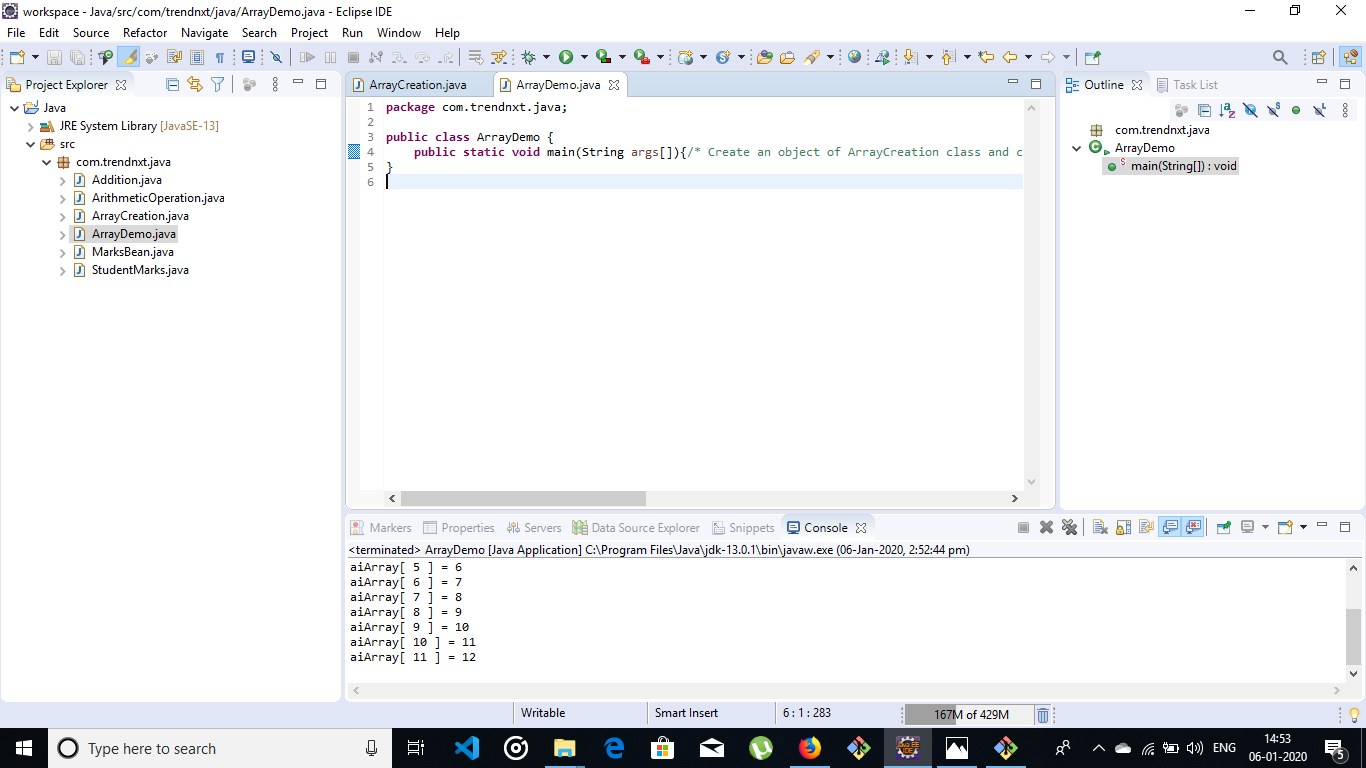 workspace - Java/src/com/trendnxt/java/ArrayDemo.java - Eclipse IDE
File Edit Source Refactor Navigate Search Project Run Window Help
Project Explorer
Java
JRE System Library [JavaSE-13]
src
com.trendnxt.java
Addition.java
ArithmeticOperation.java
ArrayCreation.java
ArrayDemo.java
MarksBean.java
StudentMarks.java
ArrayCreation.java ArrayDemo.java
1 package com.trendnxt.java;
2
3 public class ArrayDemo {
4 public static void main(String args[]){/* Create an object of ArrayCreation class and c
5 }
6
Outline Task List
com.trendnxt.java
ArrayDemo
main(String[]) : void
Markers Properties Servers Data Source Explorer Snippets Console
<terminated> ArrayDemo [Java Application] C:\Program Files\Java\jdk-13.0.1\bin\javaw.exe (06-Jan-2020, 2:52:44 pm)
aiArray[ 5 ] = 6
aiArray[ 6 ] = 7
aiArray[ 7 ] = 8
aiArray[ 8 ] = 9
aiArray[ 9 ] = 10
aiArray[ 10 ] = 11
aiArray[ 11 ] = 12
Writable Smart Insert 6 : 1 : 283 167M of 429M
Type here to search
ENG
14:53
06-01-2020
5